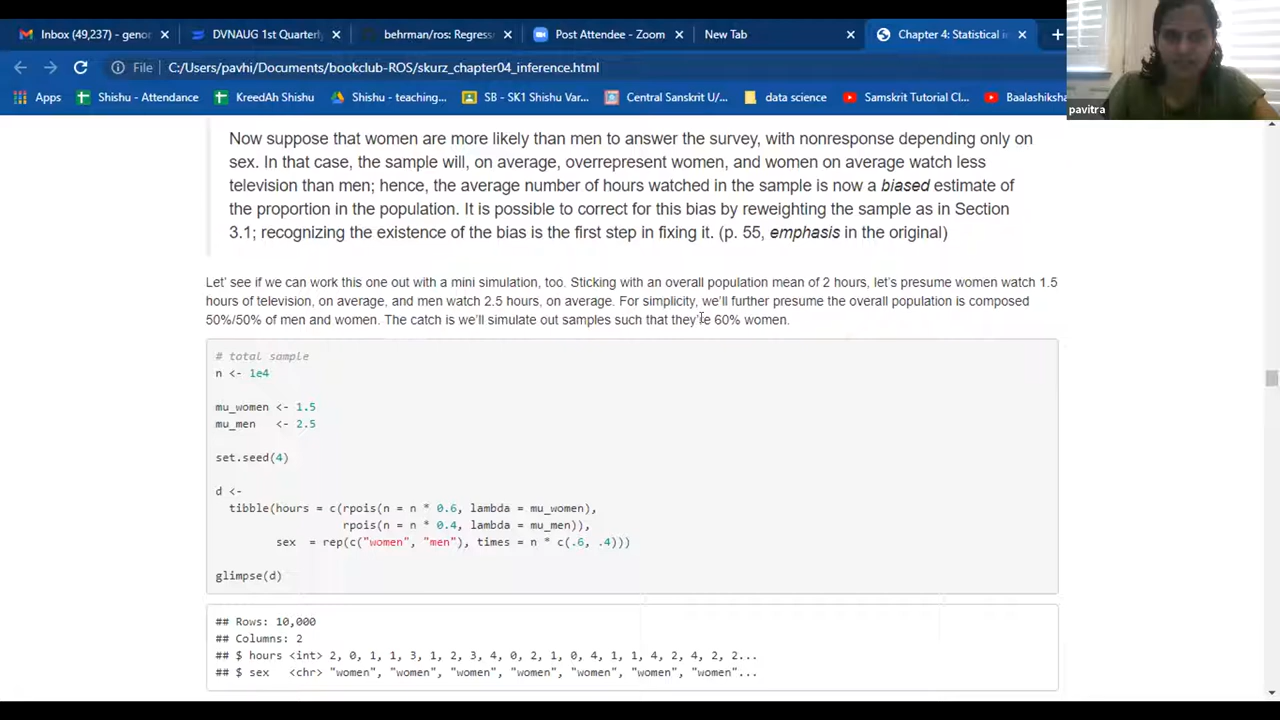 Inbox (49,237) - geno
DVNAUG 1st Quarterl
behrman/ros: Regress
Post Attendee - Zoom
New Tab
Chapter 4: Statistical i
File
C:/Users/pavhi/Documents/bookclub-ROS/skurz_chapter04_inference.html
Apps
Shishu - Attendance
KreedAh Shishu
Shishu - teaching...
SB - SK1 Shishu Var...
Central Sanskrit U/...
data science
Samskrit Tutorial Cl...
Baalashiksha
pavitra
Now suppose that women are more likely than men to answer the survey, with nonresponse depending only on
sex. In that case, the sample will, on average, overrepresent women, and women on average watch less
television than men; hence, the average number of hours watched in the sample is now a biased estimate of
the proportion in the population. It is possible to correct for this bias by reweighting the sample as in Section
3.1; recognizing the existence of the bias is the first step in fixing it. (p. 55, emphasis in the original)
Let' see if we can work this one out with a mini simulation, too. Sticking with an overall population mean of 2 hours, let's presume women watch 1.5
hours of television, on average, and men watch 2.5 hours, on average. For simplicity, we'll further presume the overall population is composed
50%/50% of men and women. The catch is we'll simulate out samples such that they're 60% women.
# total sample
n <- 1e4
mu_women <- 1.5
mu_men   <- 2.5
set.seed(4)
d <-
tibble(hours = c(rpois(n = n * 0.6, lambda = mu_women),
rpois(n = n * 0.4, lambda = mu_men)),
sex  = rep(c("women", "men"), times = n * c(.6, .4)))
glimpse(d)
## Rows: 10,000
## Columns: 2
## $ hours <int> 2, 0, 1, 1, 3, 1, 2, 3, 4, 0, 2, 1, 0, 4, 1, 1, 4, 2, 4, 2, 2...
## $ sex   <chr> "women", "women", "women", "women", "women", "women", "women"...